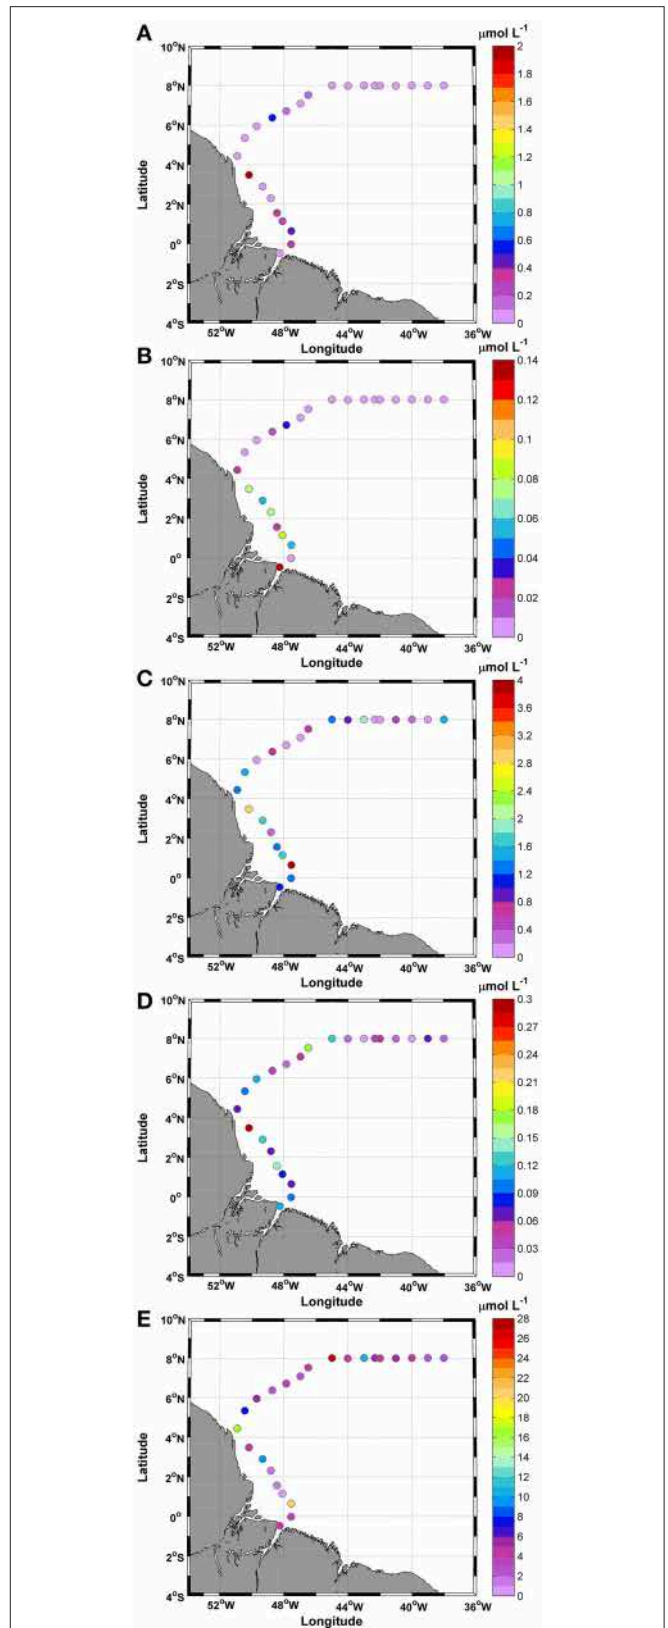 A
μmol L⁻¹
10°N
8°N
6°N
4°N
2°N
0°
2°S
4°S
Latitude
52°W 48°W 44°W 40°W 36°W
Longitude
2
1.8
1.6
1.4
1.2
1
0.8
0.6
0.4
0.2
0
B
μmol L⁻¹
10°N
8°N
6°N
4°N
2°N
0°
2°S
4°S
Latitude
52°W 48°W 44°W 40°W 36°W
Longitude
0.14
0.12
0.1
0.08
0.06
0.04
0.02
0
C
μmol L⁻¹
10°N
8°N
6°N
4°N
2°N
0°
2°S
4°S
Latitude
52°W 48°W 44°W 40°W 36°W
Longitude
4
3.6
3.2
2.8
2.4
2
1.6
1.2
0.8
0.4
0
D
μmol L⁻¹
10°N
8°N
6°N
4°N
2°N
0°
2°S
4°S
Latitude
52°W 48°W 44°W 40°W 36°W
Longitude
0.3
0.27
0.24
0.21
0.18
0.15
0.12
0.09
0.06
0.03
0
E
μmol L⁻¹
10°N
8°N
6°N
4°N
2°N
0°
2°S
4°S
Latitude
52°W 48°W 44°W 40°W 36°W
Longitude
28
26
24
22
20
18
16
14
12
10
8
6
4
2
0